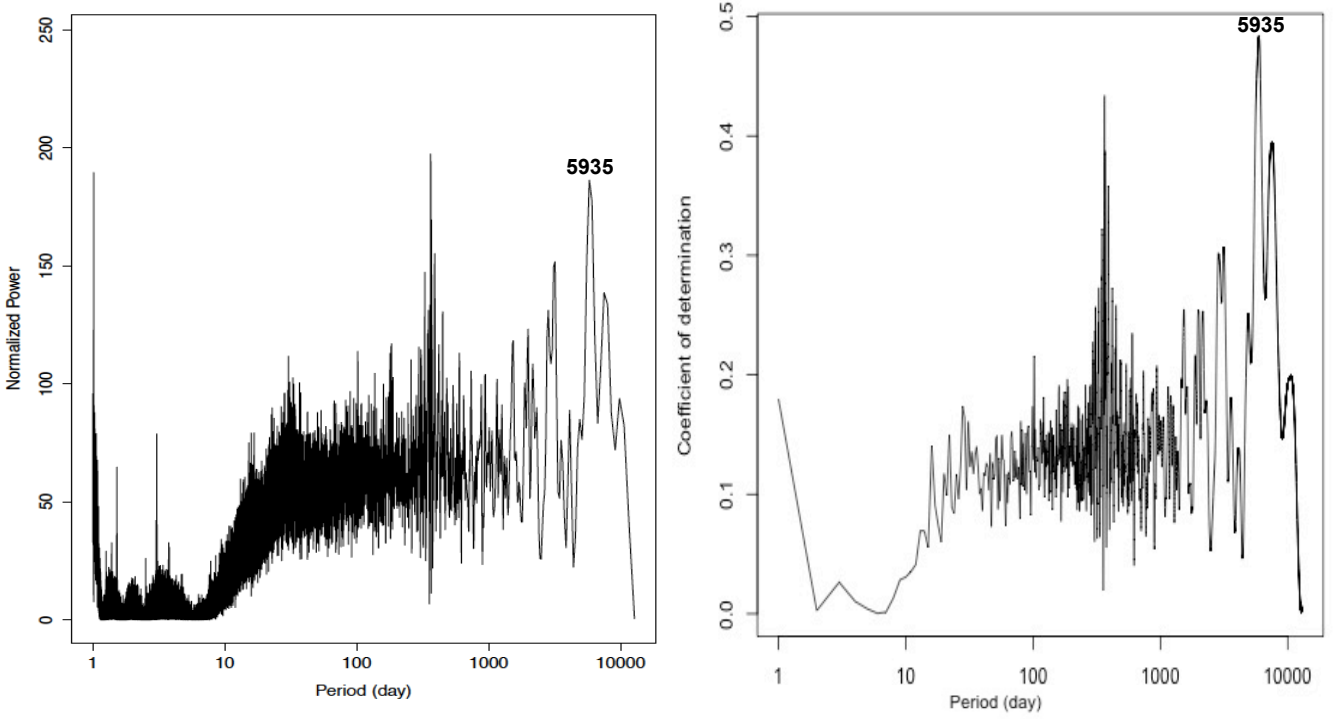 250
200
150
100
50
0
Normalized Power
5935
1 10 100 1000 10000
Period (day)
0.5
0.4
0.3
0.2
0.1
0.0
Coefficient of determination
5935
1 10 100 1000 10000
Period (day)